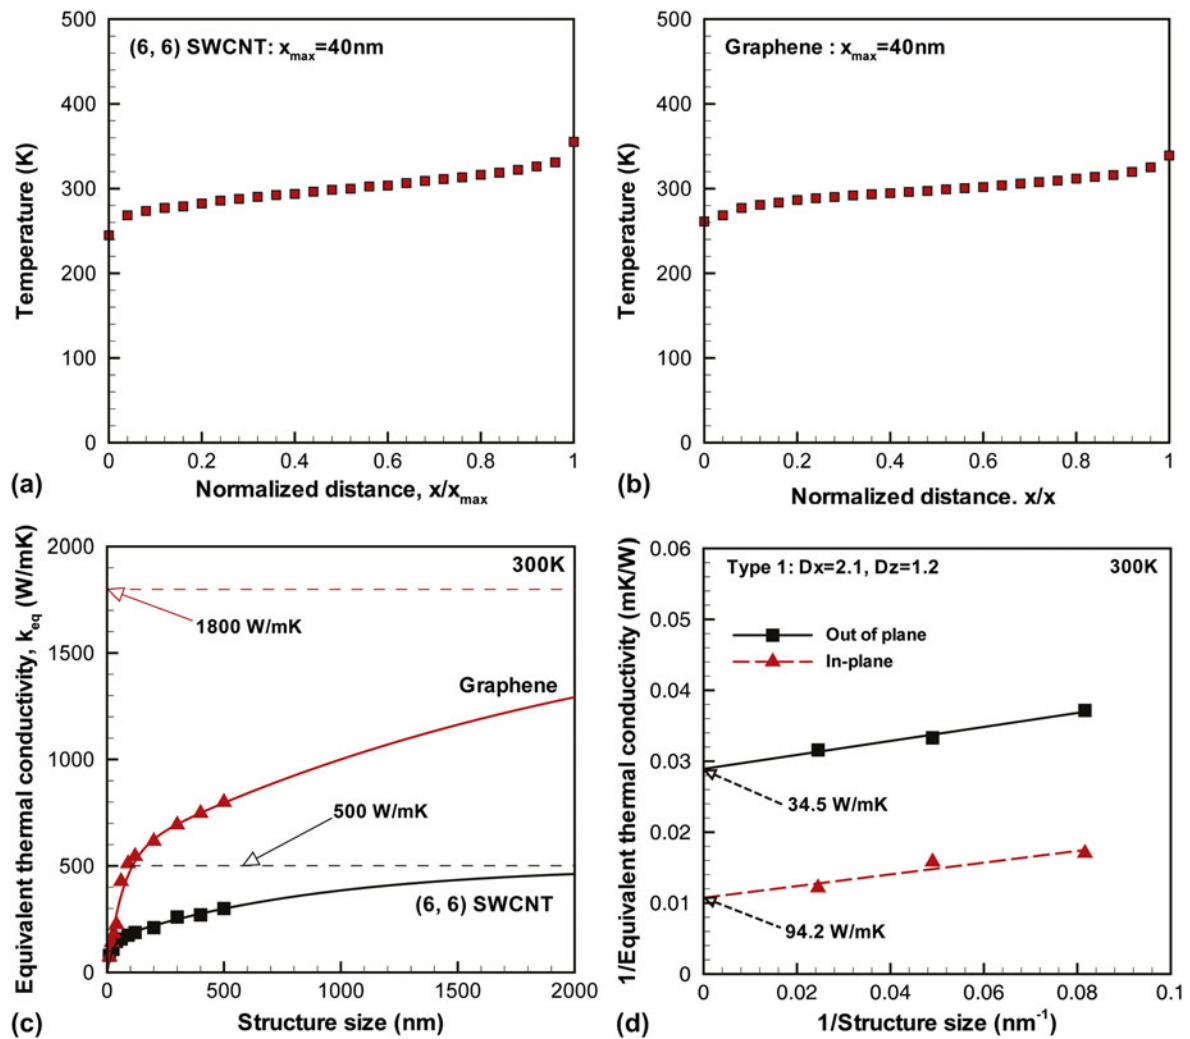 500
400
300
200
100
0
Temperature (K)
(6, 6) SWCNT: xmax=40nm
0 0.2 0.4 0.6 0.8 1
(a) Normalized distance, x/xmax
500
400
300
200
100
0
Temperature (K)
Graphene : xmax=40nm
0 0.2 0.4 0.6 0.8 1
(b) Normalized distance. x/x
2000
1500
1000
500
0
Equivalent thermal conductivity, keq (W/mK)
300K
1800 W/mK
Graphene
500 W/mK
(6, 6) SWCNT
0 500 1000 1500 2000
(c) Structure size (nm)
0.06
0.05
0.04
0.03
0.02
0.01
0
1/Equivalent thermal conductivity (mK/W)
Type 1: Dx=2.1, Dz=1.2 300K
Out of plane
In-plane
34.5 W/mK
94.2 W/mK
0 0.02 0.04 0.06 0.08 0.1
(d) 1/Structure size (nm-1)